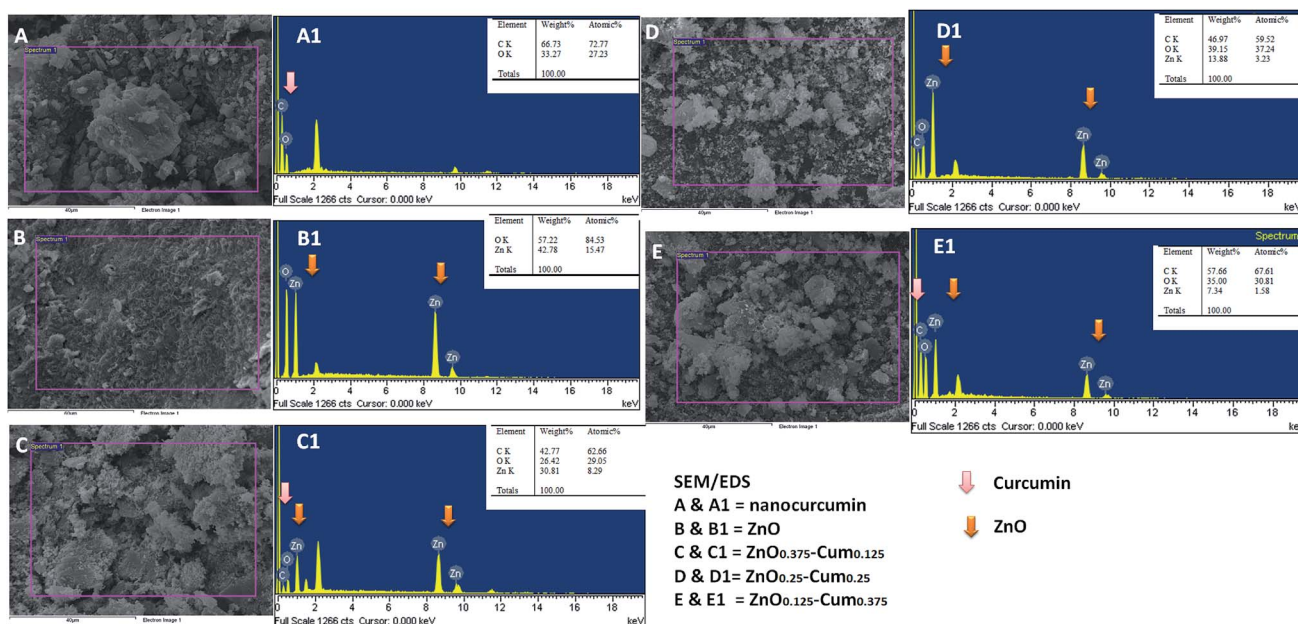 A
Spectrum 1
40µm
Electron Image 1
A1
Element Weight% Atomic%
C K 66.73 72.77
O K 33.27 27.23
Totals 100.00
C
O
0 2 4 6 8 10 12 14 16 18
Full Scale 1266 cts Cursor: 0.000 keV
keV
B
Spectrum 1
60µm
Electron Image 1
B1
Element Weight% Atomic%
O K 57.22 84.53
Zn K 42.78 15.47
Totals 100.00
O
Zn
Zn
Zn
0 2 4 6 8 10 12 14 16 18
Full Scale 1266 cts Cursor: 0.000 keV
keV
C
Spectrum 1
40µm
Electron Image 1
C1
Element Weight% Atomic%
C K 42.77 62.66
O K 26.42 29.05
Zn K 30.81 8.29
Totals 100.00
C
O
Zn
Zn
Zn
0 2 4 6 8 10 12 14 16 18
Full Scale 1266 cts Cursor: 0.000 keV
keV
D
Spectrum 1
40µm
Electron Image 1
D1
Element Weight% Atomic%
C K 46.97 59.52
O K 39.15 37.24
Zn K 13.88 3.23
Totals 100.00
C
O
Zn
Zn
Zn
0 2 4 6 8 10 12 14 16 18
Full Scale 1266 cts Cursor: 0.000 keV
keV
E
Spectrum 1
40µm
Electron Image 1
E1
Spectrum
Element Weight% Atomic%
C K 57.66 67.61
O K 35.00 30.81
Zn K 7.34 1.58
Totals 100.00
C
O
Zn
Zn
Zn
0 2 4 6 8 10 12 14 16 18
Full Scale 1266 cts Cursor: 0.000 keV
keV
SEM/EDS
A & A1 = nanocurcumin
B & B1 = ZnO
C & C1 = ZnO0.375-Cum0.125
D & D1= ZnO0.25-Cum0.25
E & E1 = ZnO0.125-Cum0.375
Curcumin
ZnO